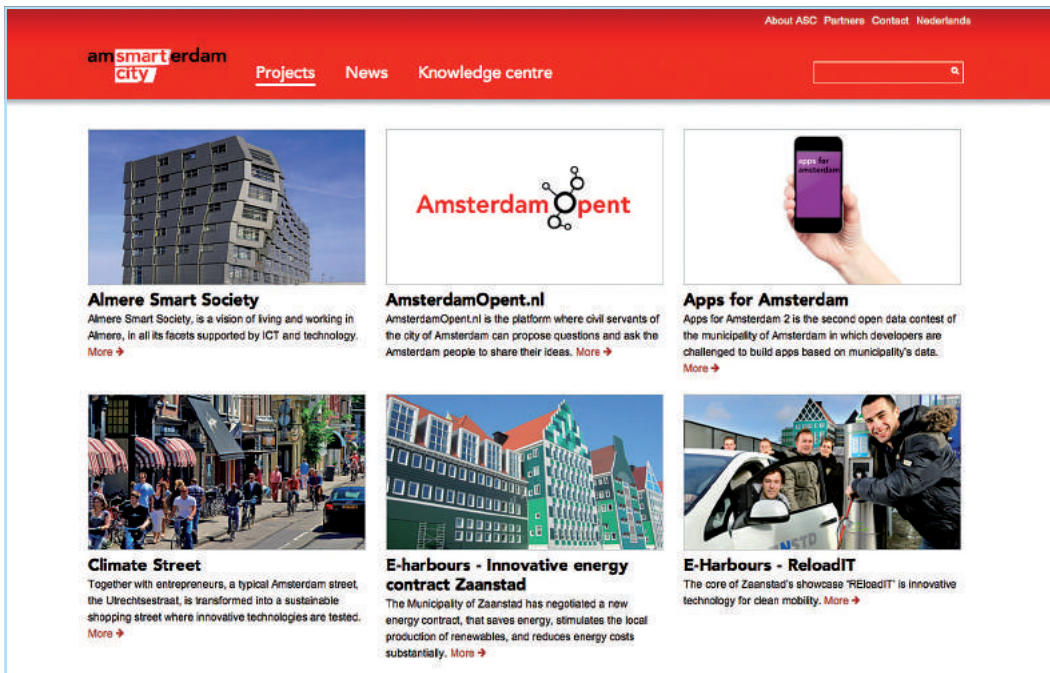 About ASC Partners Contact Nederlands
amsmarterdam
city
Projects News Knowledge centre
AmsterdamOpent
apps for
amsterdam
Almere Smart Society
Almere Smart Society, is a vision of living and working in
Almere, in all its facets supported by ICT and technology.
More →
AmsterdamOpent.nl
AmsterdamOpent.nl is the platform where civil servants of
the city of Amsterdam can propose questions and ask the
Amsterdam people to share their ideas. More →
Apps for Amsterdam
Apps for Amsterdam 2 is the second open data contest of
the municipality of Amsterdam in which developers are
challenged to build apps based on municipality's data.
More →
Climate Street
Together with entrepreneurs, a typical Amsterdam street,
the Utrechtsestraat, is transformed into a sustainable
shopping street where innovative technologies are tested.
More →
E-harbours - Innovative energy
contract Zaanstad
The Municipality of Zaanstad has negotiated a new
energy contract, that saves energy, stimulates the local
production of renewables, and reduces energy costs
substantially. More →
E-Harbours - ReloadIT
The core of Zaanstad's showcase 'REloadIT' is innovative
technology for clean mobility. More →